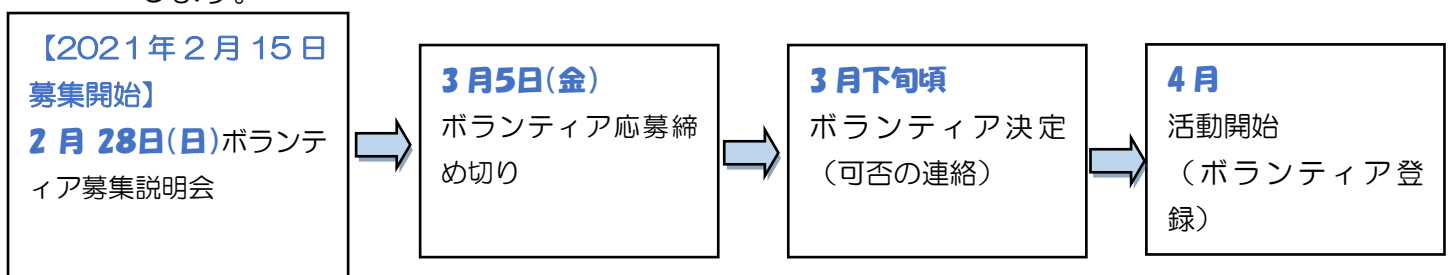 します。
【2021年2月15日
募集開始】
2月28日(日)ボランテ
ィア募集説明会
3月5日(金)
ボランティア応募締
め切り
3月下旬頃
ボランティア決定
（可否の連絡）
4月
活動開始
（ボランティア登
録）